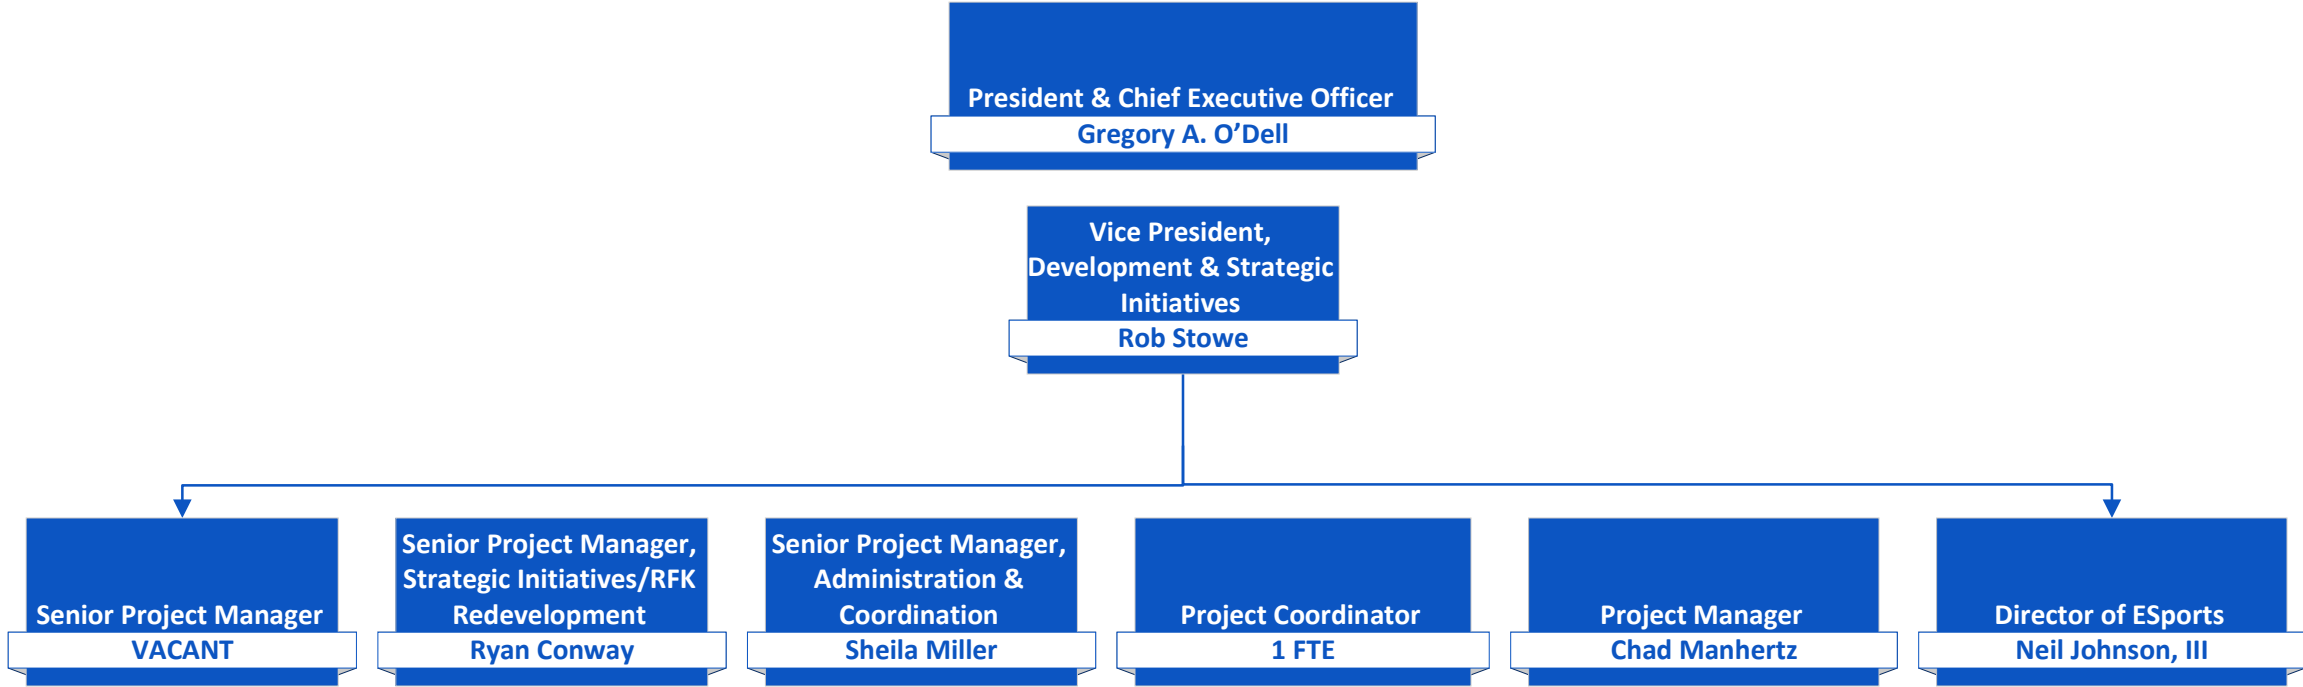 President & Chief Executive Officer
Gregory A. O’Dell
Vice President,
Development & Strategic
Initiatives
Rob Stowe
Senior Project Manager
VACANT
Senior Project Manager,
Strategic Initiatives/RFK
Redevelopment
Ryan Conway
Senior Project Manager,
Administration &
Coordination
Sheila Miller
Project Coordinator
1 FTE
Project Manager
Chad Manhertz
Director of ESports
Neil Johnson, III